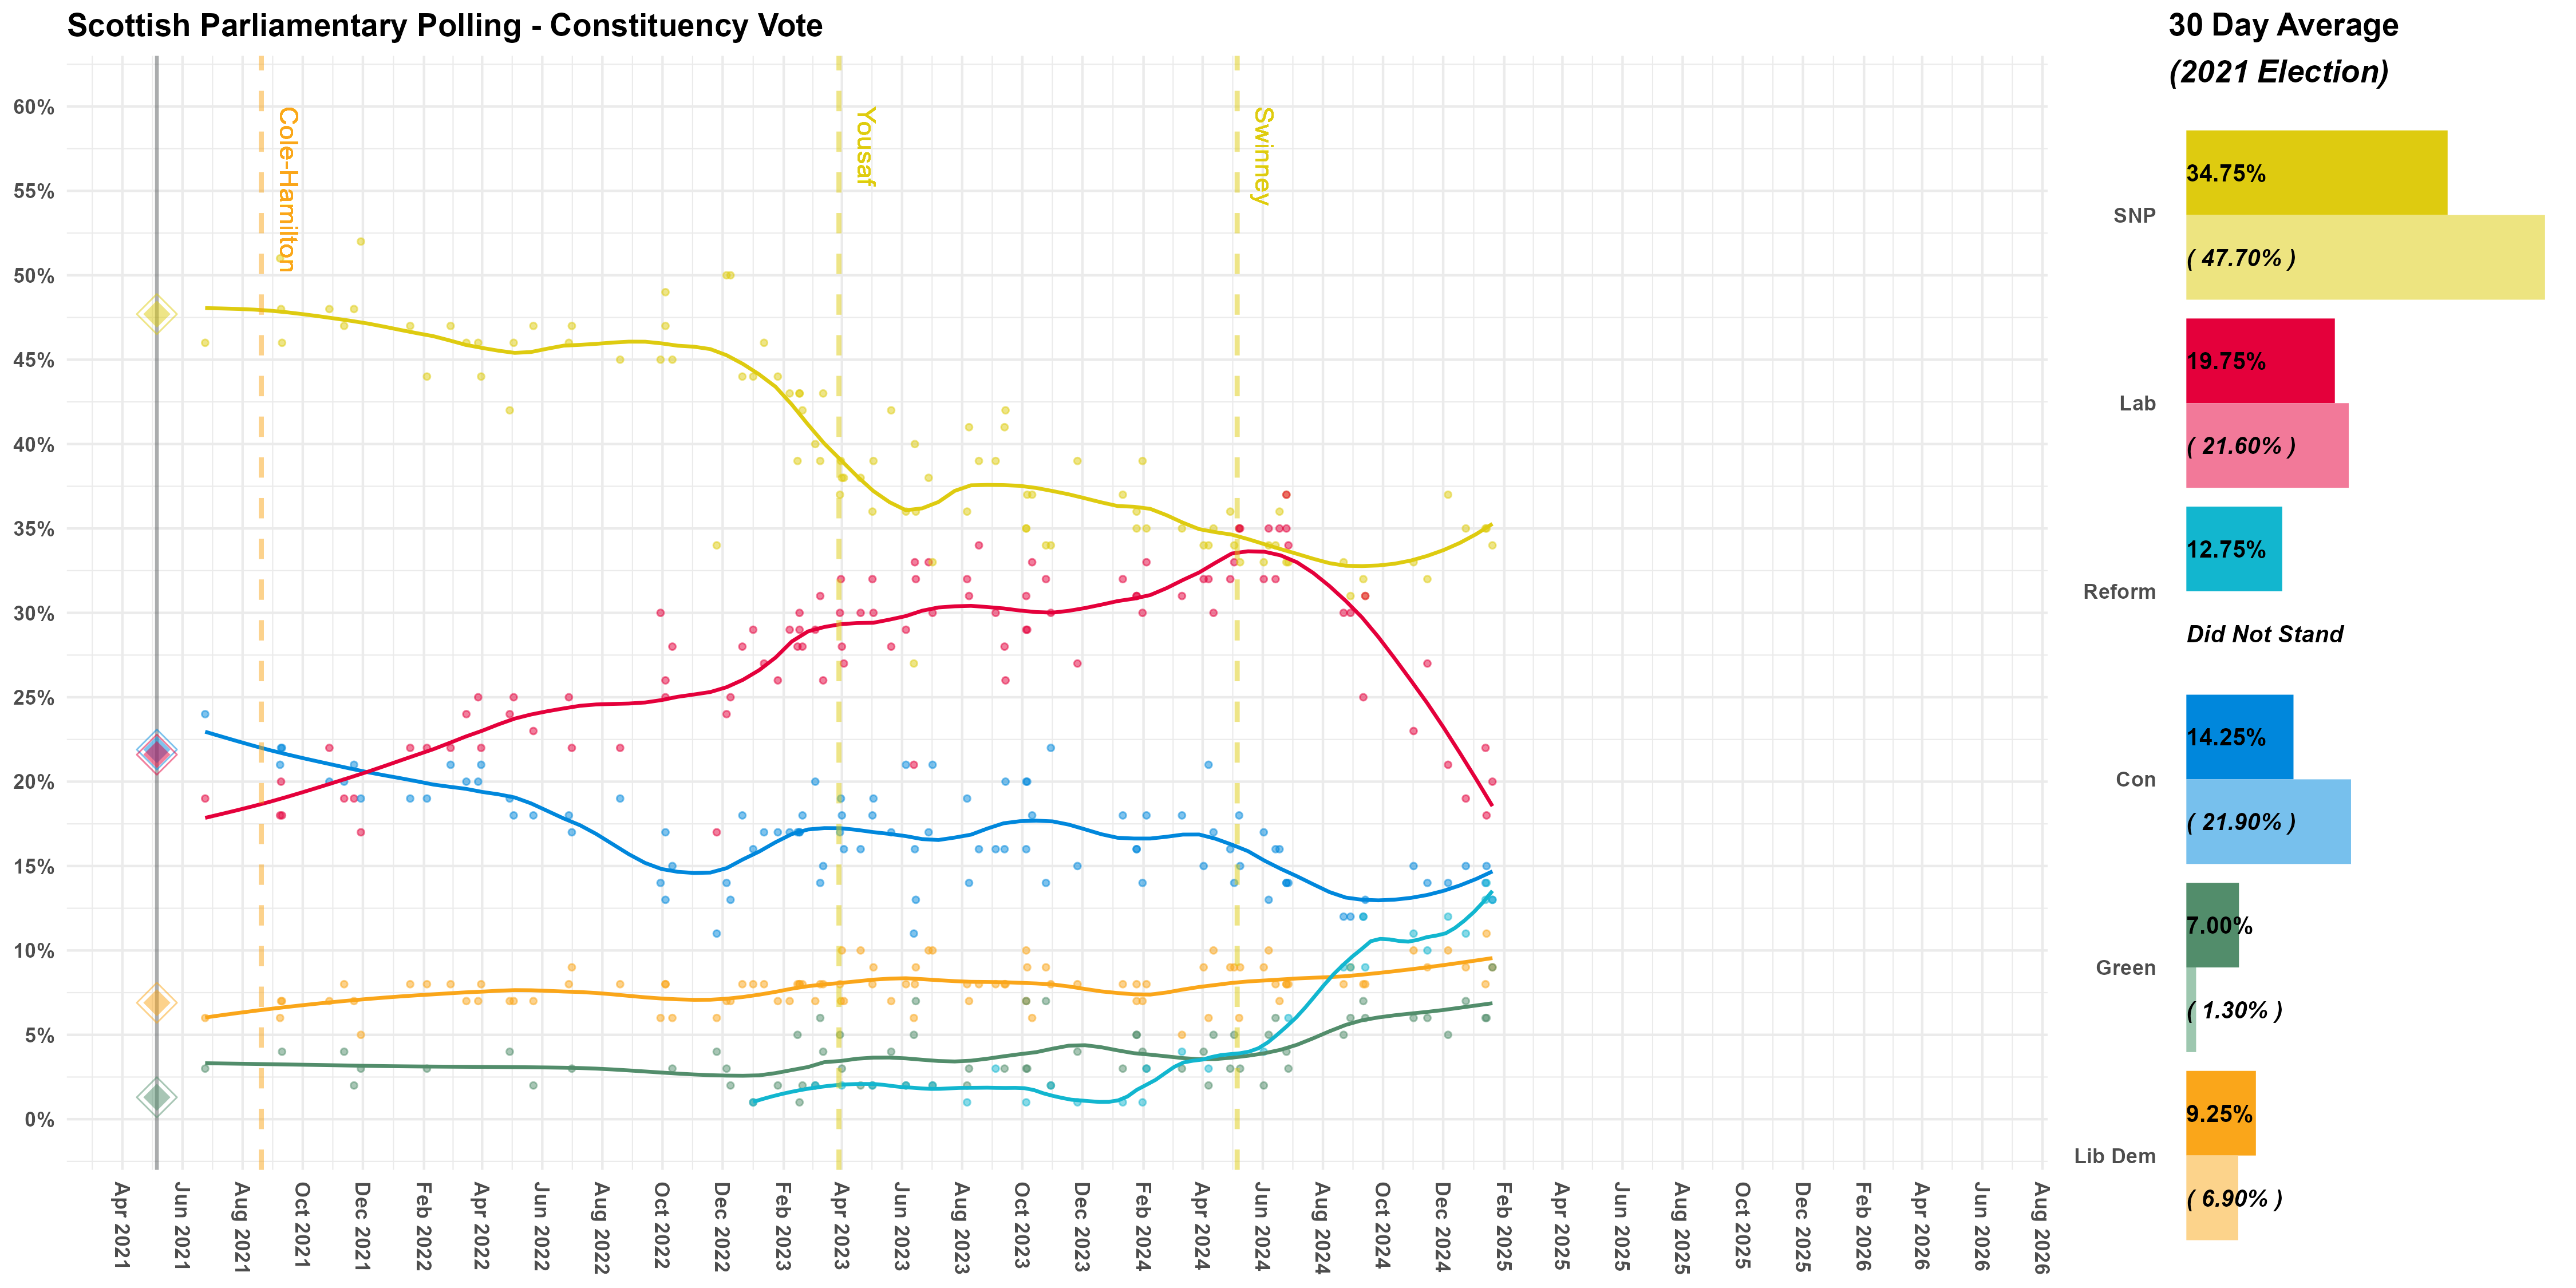 Scottish Parliamentary Polling - Constituency Vote
30 Day Average
(2021 Election)
60%
55%
50%
45%
40%
35%
30%
25%
20%
15%
10%
5%
0%
Cole-Hamilton
Yousaf
Swinney
Apr 2021
Jun 2021
Aug 2021
Oct 2021
Dec 2021
Feb 2022
Apr 2022
Jun 2022
Aug 2022
Oct 2022
Dec 2022
Feb 2023
Apr 2023
Jun 2023
Aug 2023
Oct 2023
Dec 2023
Feb 2024
Apr 2024
Jun 2024
Aug 2024
Oct 2024
Dec 2024
Feb 2025
Apr 2025
Jun 2025
Aug 2025
Oct 2025
Dec 2025
Feb 2026
Apr 2026
Jun 2026
Aug 2026
SNP
34.75%
( 47.70% )
Lab
19.75%
( 21.60% )
Reform
12.75%
Did Not Stand
Con
14.25%
( 21.90% )
Green
7.00%
( 1.30% )
Lib Dem
9.25%
( 6.90% )